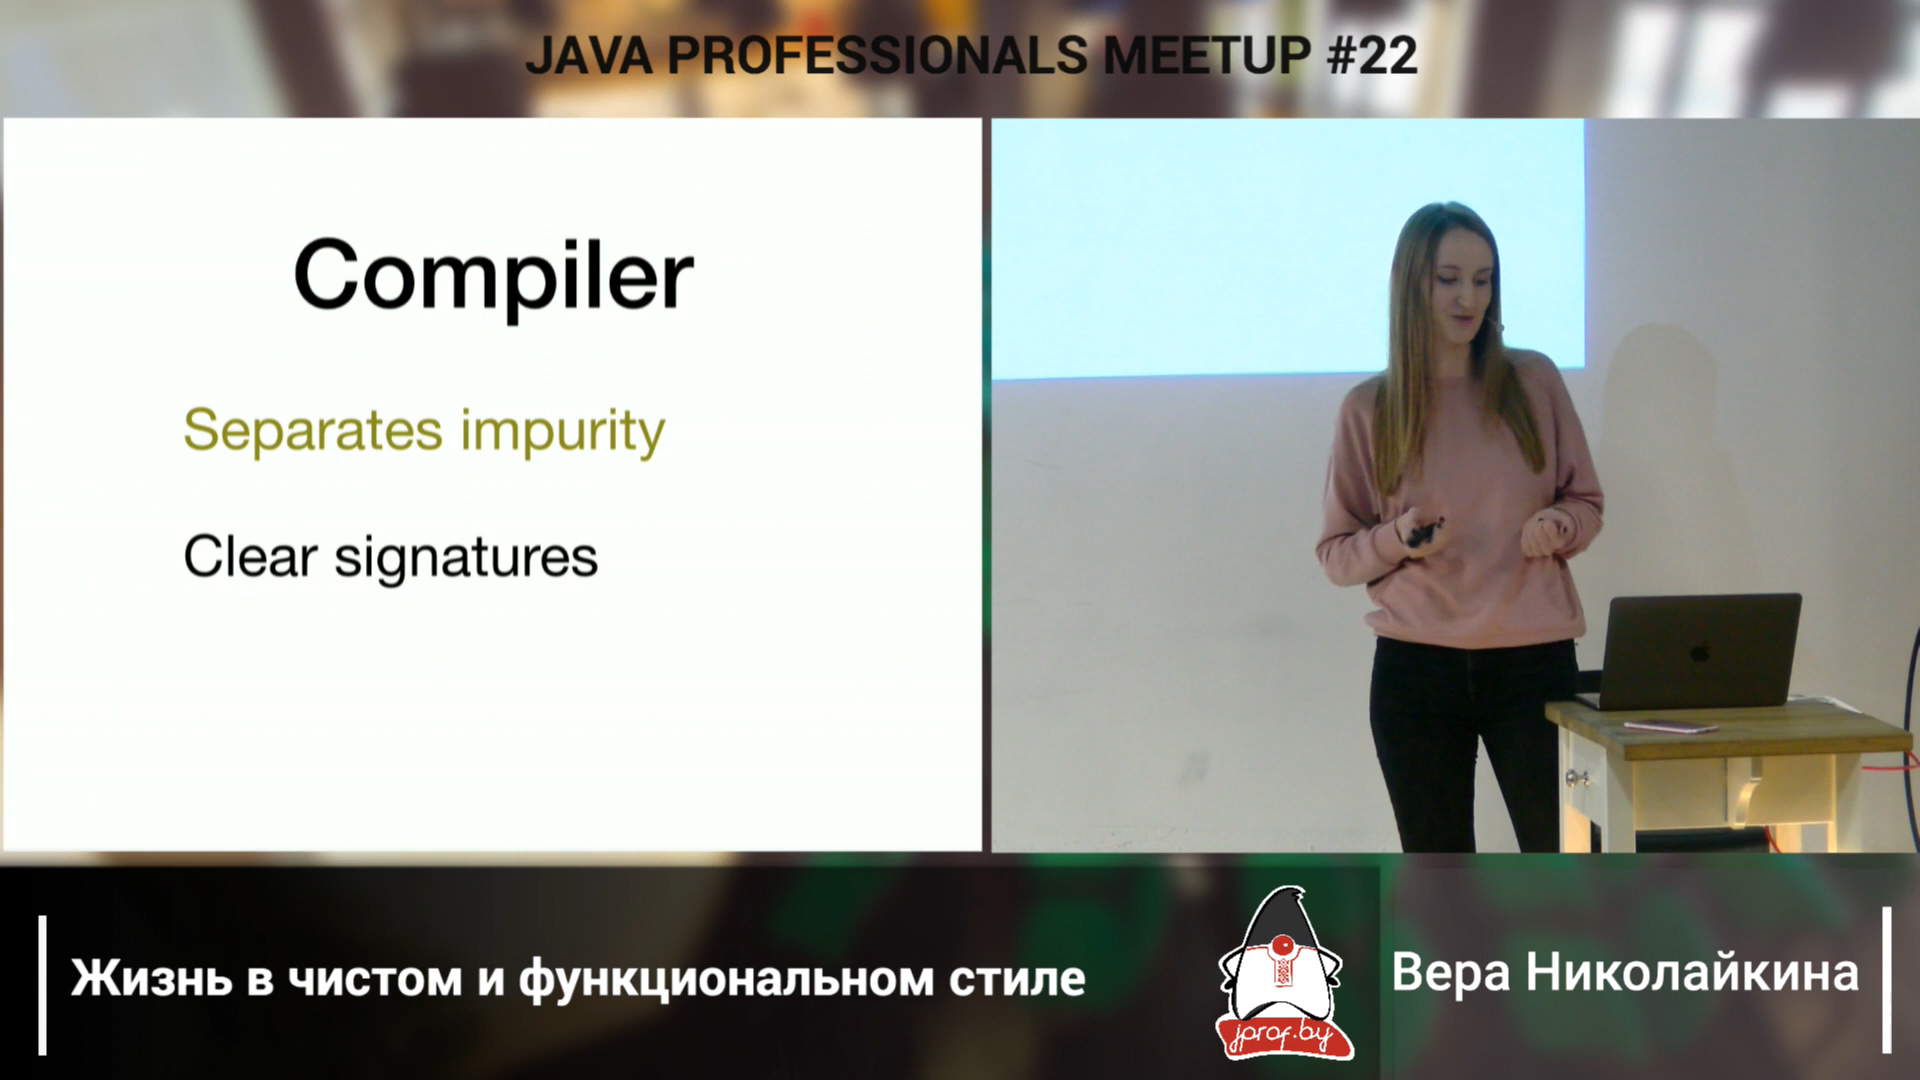 JAVA PROFESSIONALS MEETUP #22
Compiler
Separates impurity
Clear signatures
Жизнь в чистом и функциональном стиле
jprof.by
Вера Николайкина